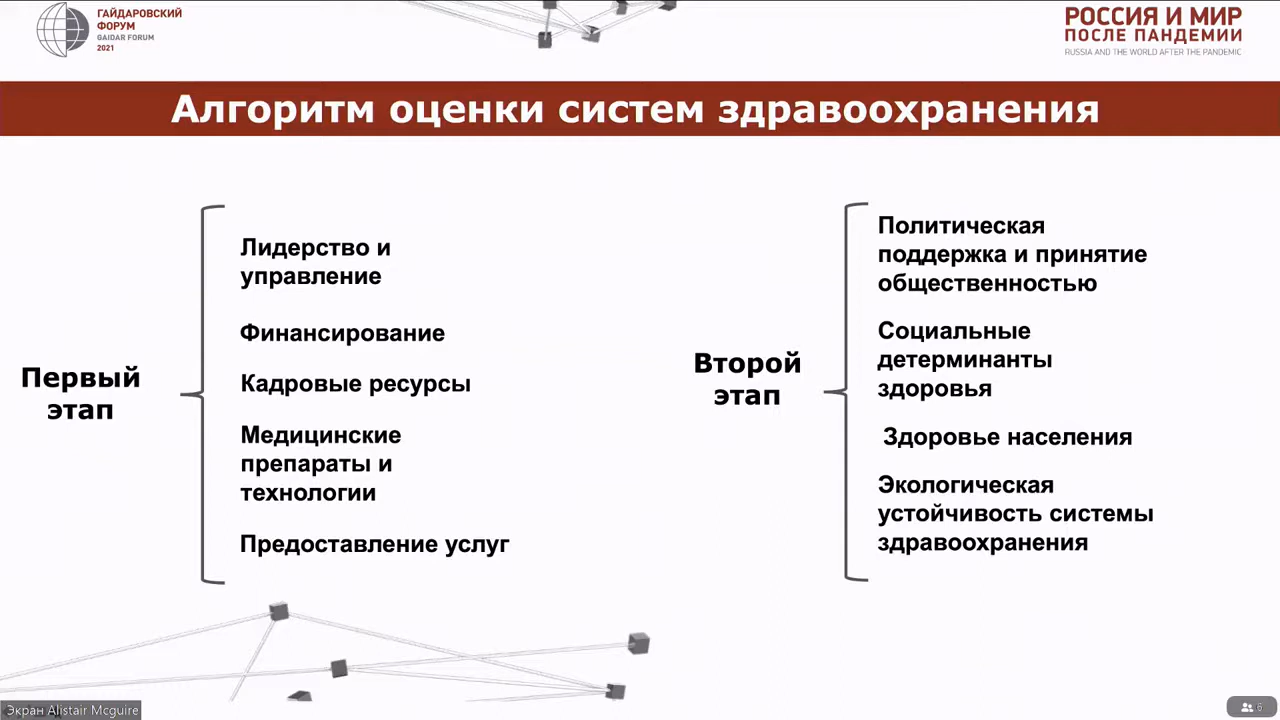 ГАЙДАРОВСКИЙ
ФОРУМ
GAIDAR FORUM
2021
РОССИЯ И МИР
ПОСЛЕ ПАНДЕМИИ
RUSSIA AND THE WORLD AFTER THE PANDEMIC
Алгоритм оценки систем здравоохранения
Первый
этап
Лидерство и
управление
Финансирование
Кадровые ресурсы
Медицинские
препараты и
технологии
Предоставление услуг
Второй
этап
Политическая
поддержка и принятие
общественностью
Социальные
детерминанты
здоровья
Здоровье населения
Экологическая
устойчивость системы
здравоохранения
Экран Alistair Mcguire
6